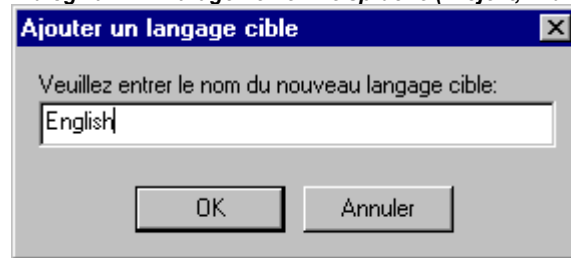 Ajouter un langage cible
Veuillez entrer le nom du nouveau langage cible:
English
OK Annuler